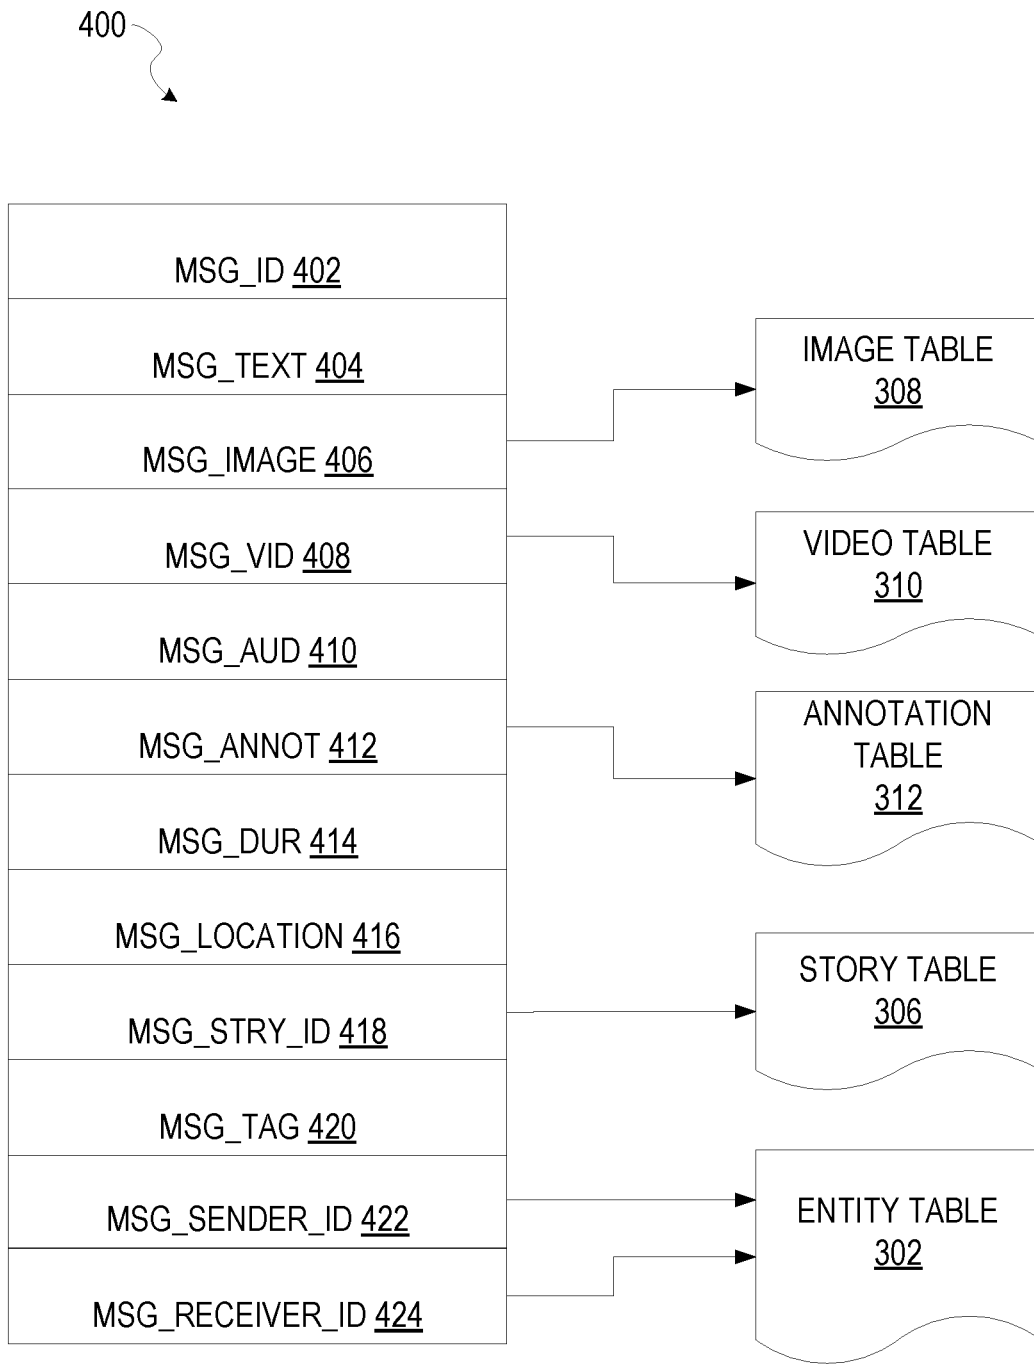 400
MSG_ID 402
MSG_TEXT 404
MSG_IMAGE 406
MSG_VID 408
MSG_AUD 410
MSG_ANNOT 412
MSG_DUR 414
MSG_LOCATION 416
MSG_STRY_ID 418
MSG_TAG 420
MSG_SENDER_ID 422
MSG_RECEIVER_ID 424
IMAGE TABLE
308
VIDEO TABLE
310
ANNOTATION
TABLE
312
STORY TABLE
306
ENTITY TABLE
302